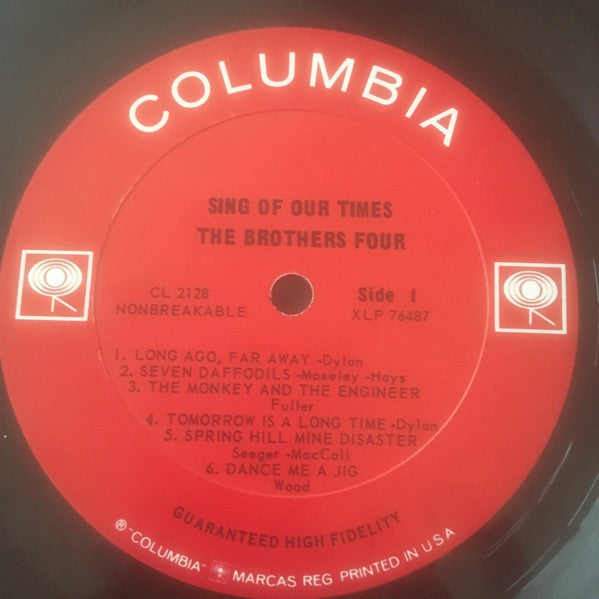 COLUMBIA
SING OF OUR TIMES
THE BROTHERS FOUR
CL 2128
NONBREAKABLE
Side 1
XLP 76487
1. LONG AGO, FAR AWAY -Dylan
2. SEVEN DAFFODILS -Moseley -Hays
3. THE MONKEY AND THE ENGINEER
Fuller
4. TOMORROW IS A LONG TIME -Dylan
5. SPRING HILL MINE DISASTER
Seeger -MacColl
6. DANCE ME A JIG
Wood
GUARANTEED HIGH FIDELITY
® "COLUMBIA" MARCAS REG PRINTED IN U S A